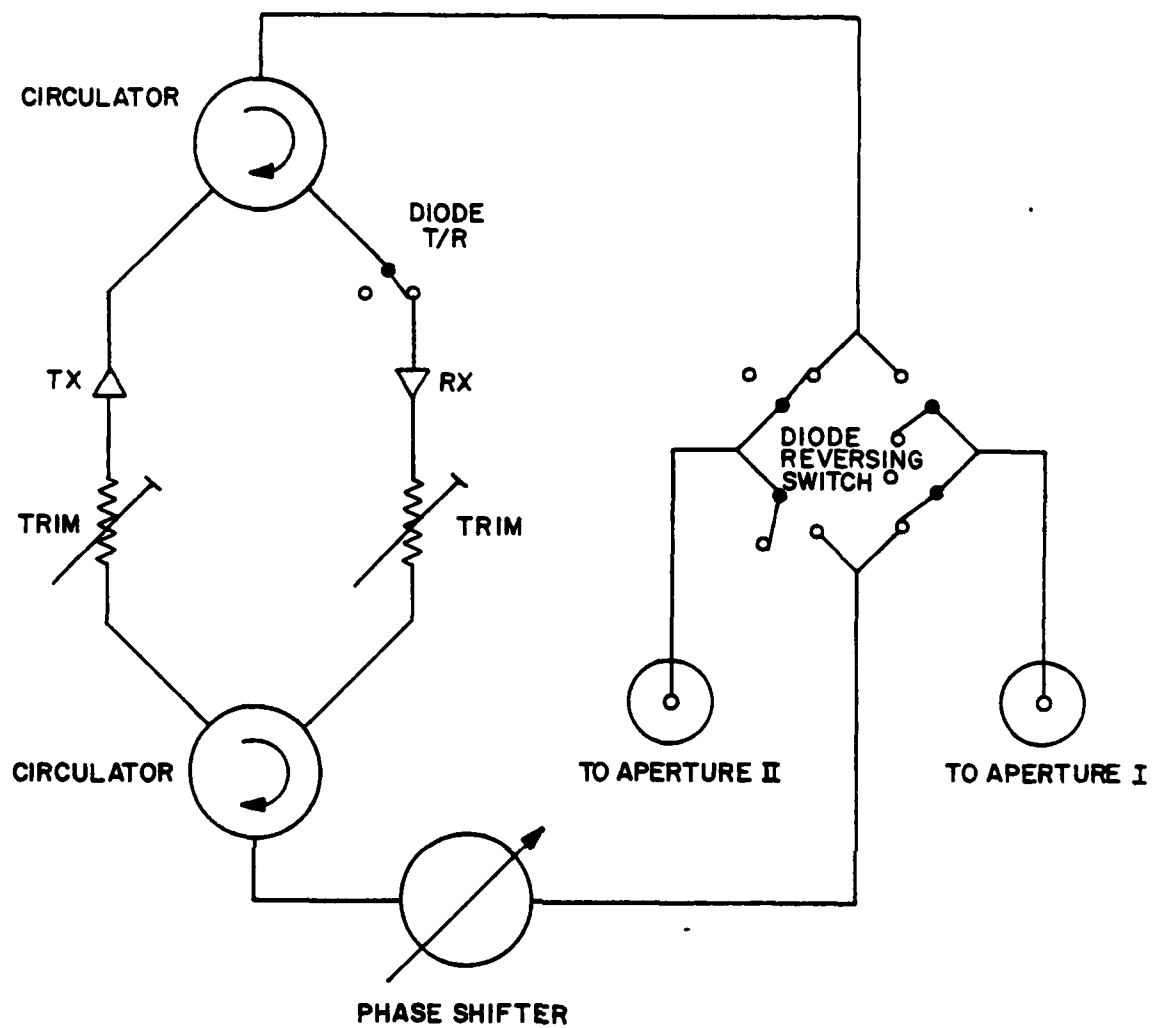 CIRCULATOR
DIODE
T/R
TX
RX
DIODE
REVERSING
SWITCH
TRIM
TRIM
CIRCULATOR
TO APERTURE II
TO APERTURE I
PHASE SHIFTER